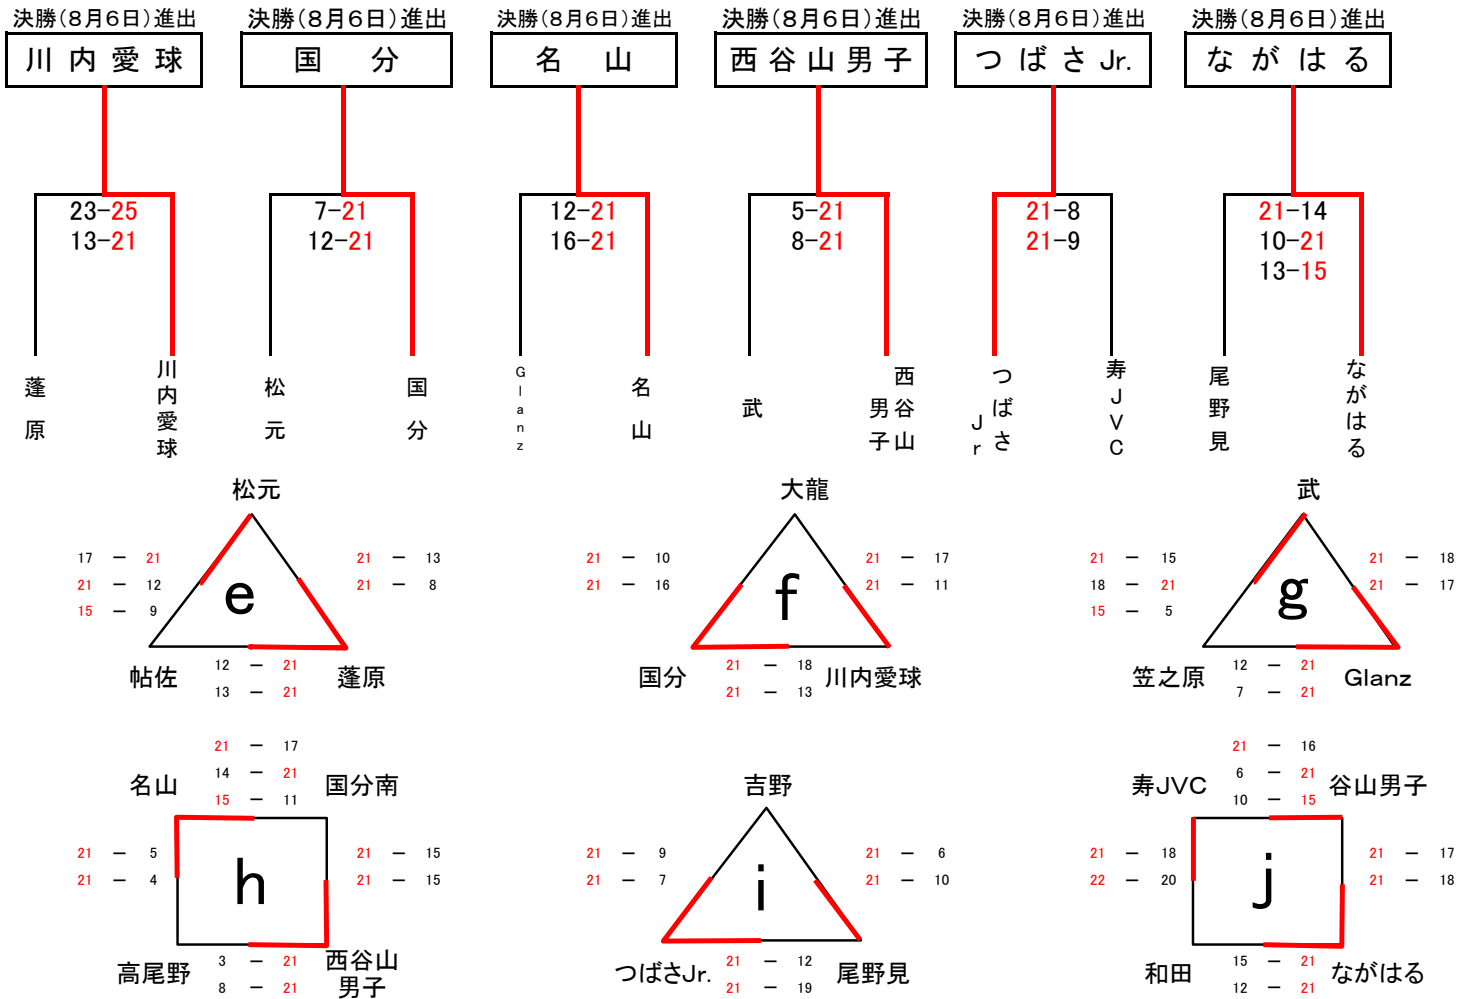 決勝(8月6日)進出
決勝(8月6日)進出
決勝(8月6日)進出
決勝(8月6日)進出
決勝(8月6日)進出
決勝(8月6日)進出
川内愛球
国分
名山
西谷山男子
つばさJr.
ながはる
23-25
13-21
7-21
12-21
12-21
16-21
5-21
8-21
21-8
21-9
21-14
10-21
13-15
蓬原
川内愛球
松元
国分
Glanz
名山
武
西谷山
男子
つばさ
Jr
寿JVC
尾野見
ながはる
松元
17 － 21
21 － 12
15 － 9
e
21 － 13
21 － 8
帖佐
12 － 21
13 － 21
蓬原
大龍
21 － 10
21 － 16
f
21 － 17
21 － 11
国分
21 － 18
21 － 13
川内愛球
武
21 － 15
18 － 21
15 － 5
g
21 － 18
21 － 17
笠之原
12 － 21
7 － 21
Glanz
21 － 17
14 － 21
15 － 11
名山
国分南
21 － 5
21 － 4
h
21 － 15
21 － 15
高尾野
3 － 21
8 － 21
西谷山
男子
吉野
21 － 9
21 － 7
i
21 － 6
21 － 10
つばさJr.
21 － 12
21 － 19
尾野見
21 － 16
6 － 21
10 － 15
寿JVC
谷山男子
21 － 18
22 － 20
j
21 － 17
21 － 18
和田
15 － 21
12 － 21
ながはる